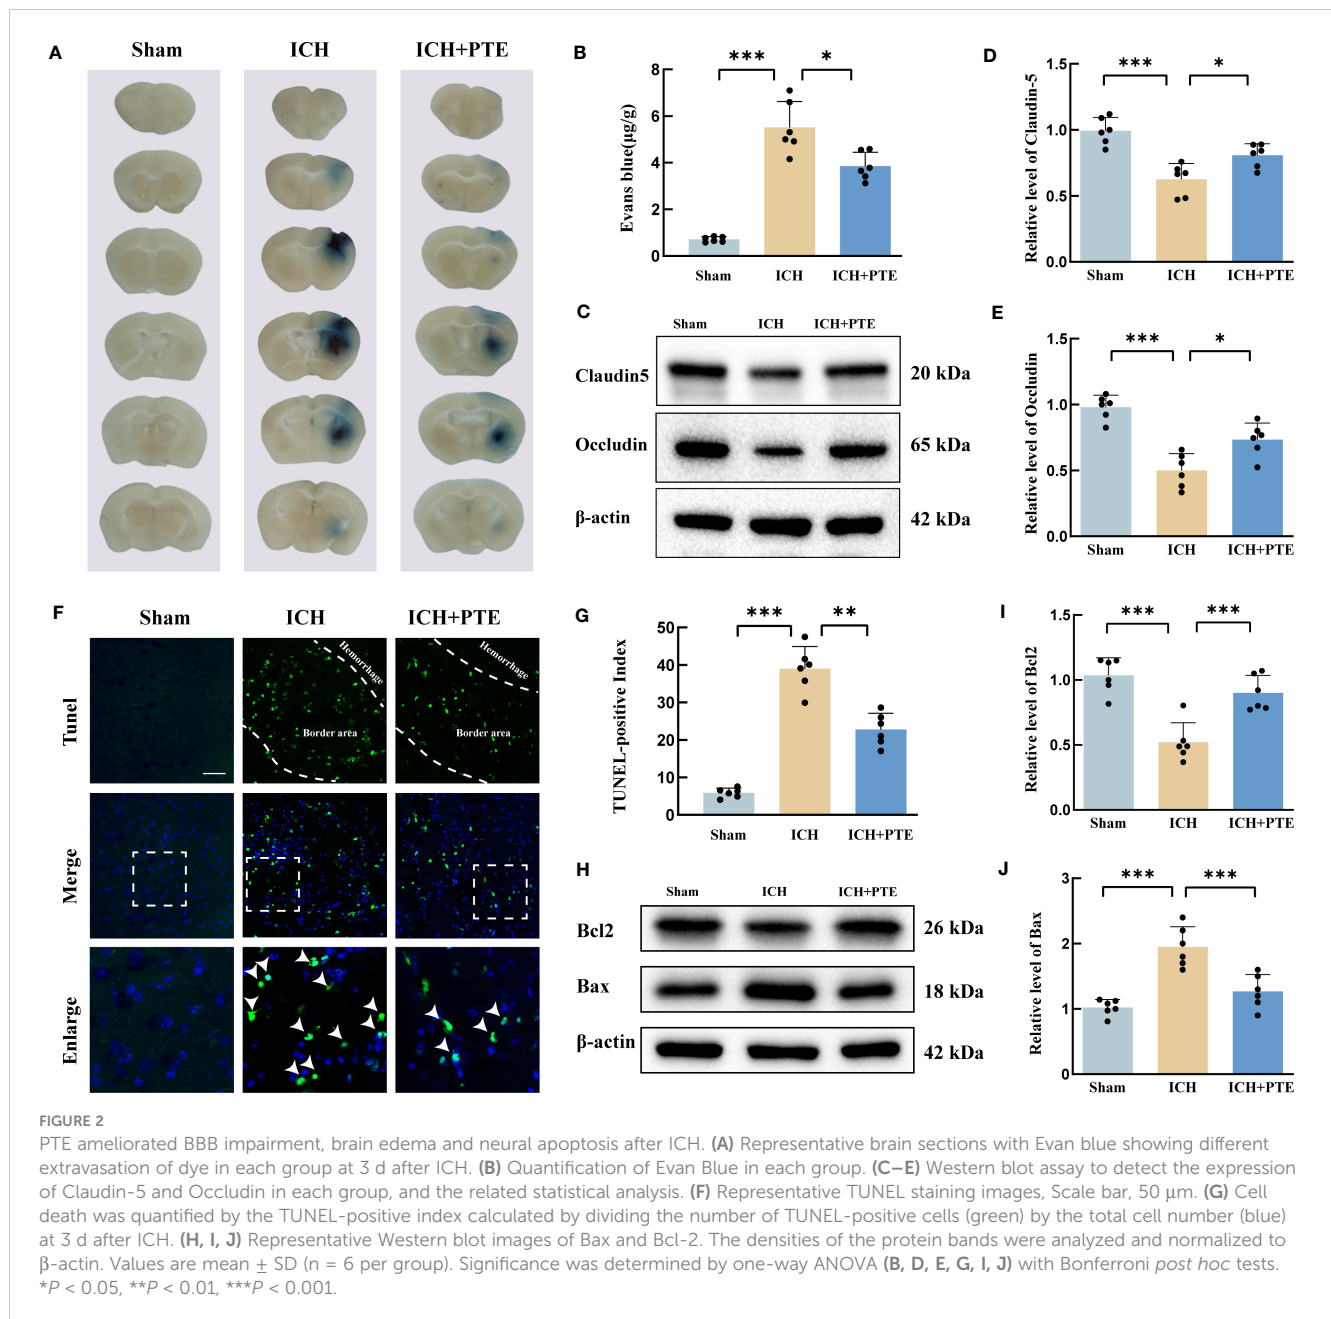 A
Sham
ICH
ICH+PTE
B
Evans blue(μg/g)
8
6
4
2
0
***
*
Sham
ICH
ICH+PTE
C
Sham
ICH
ICH+PTE
Claudin5
20 kDa
Occludin
65 kDa
β-actin
42 kDa
D
Relative level of Claudin-5
1.5
1.0
0.5
0.0
***
*
Sham
ICH
ICH+PTE
E
Relative level of Occludin
1.5
1.0
0.5
0.0
***
*
Sham
ICH
ICH+PTE
F
Sham
ICH
ICH+PTE
Tunel
Hemorrhage
Border area
Hemorrhage
Border area
Merge
Enlarge
G
TUNEL-positive Index
50
40
30
20
10
0
***
**
Sham
ICH
ICH+PTE
H
Sham
ICH
ICH+PTE
Bcl2
26 kDa
Bax
18 kDa
β-actin
42 kDa
I
Relative level of Bcl2
1.5
1.0
0.5
0.0
***
***
Sham
ICH
ICH+PTE
J
Relative level of Bax
3
2
1
0
***
***
Sham
ICH
ICH+PTE
FIGURE 2
PTE ameliorated BBB impairment, brain edema and neural apoptosis after ICH. (A) Representative brain sections with Evan blue showing different
extravasation of dye in each group at 3 d after ICH. (B) Quantification of Evan Blue in each group. (C–E) Western blot assay to detect the expression
of Claudin-5 and Occludin in each group, and the related statistical analysis. (F) Representative TUNEL staining images, Scale bar, 50 μm. (G) Cell
death was quantified by the TUNEL-positive index calculated by dividing the number of TUNEL-positive cells (green) by the total cell number (blue)
at 3 d after ICH. (H, I, J) Representative Western blot images of Bax and Bcl-2. The densities of the protein bands were analyzed and normalized to
β-actin. Values are mean ± SD (n = 6 per group). Significance was determined by one-way ANOVA (B, D, E, G, I, J) with Bonferroni post hoc tests.
*P < 0.05, **P < 0.01, ***P < 0.001.